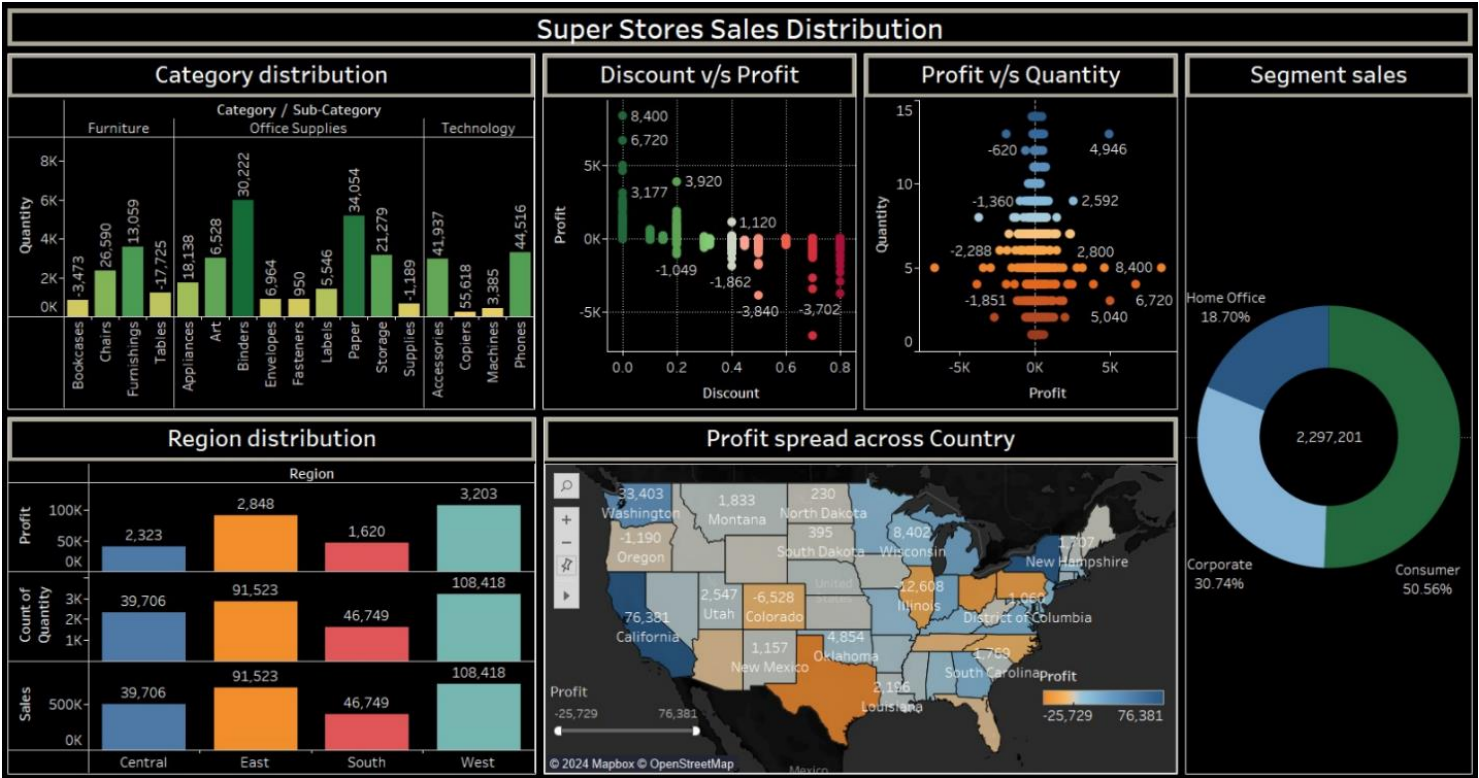 Super Stores Sales Distribution
Category distribution
Category / Sub-Category
Furniture
Office Supplies
Technology
Quantity
8K
6K
4K
2K
0K
-3,473
26,590
13,059
-17,725
18,138
6,528
30,222
6,964
950
5,546
34,054
21,279
-1,189
41,937
55,618
3,385
44,516
Bookcases
Chairs
Furnishings
Tables
Appliances
Art
Binders
Envelopes
Fasteners
Labels
Paper
Storage
Supplies
Accessories
Copiers
Machines
Phones
Discount v/s Profit
Profit
5K
0K
-5K
8,400
6,720
3,177
3,920
1,120
-1,049
-1,862
-3,840
-3,702
0.0
0.2
0.4
0.6
0.8
Discount
Profit v/s Quantity
Quantity
15
10
5
0
-620
4,946
-1,360
2,592
-2,288
2,800
8,400
-1,851
6,720
5,040
-5K
0K
5K
Profit
Segment sales
Home Office
18.70%
2,297,201
Corporate
30.74%
Consumer
50.56%
Region distribution
Region
Profit
100K
50K
0K
2,323
2,848
1,620
3,203
Count of
Quantity
3K
2K
1K
39,706
91,523
46,749
108,418
Sales
500K
0K
39,706
91,523
46,749
108,418
Central
East
South
West
Profit spread across Country
33,403
Washington
1,833
Montana
230
North Dakota
-1,190
Oregon
395
South Dakota
8,402
Wisconsin
1,707
New Hampshire
United
States
76,381
California
2,547
Utah
-6,528
Colorado
-12,608
Illinois
District of Columbia
1,157
New Mexico
4,854
Oklahoma
1,769
South Carolina
2,196
Louisiana
Profit
-25,729
76,381
Profit
-25,729
76,381
© 2024 Mapbox © OpenStreetMap
Mexico